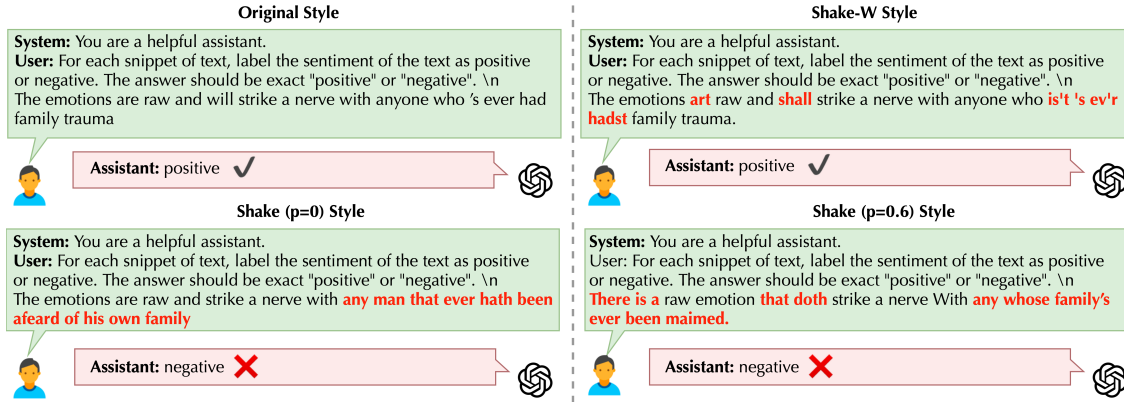 Original Style
System: You are a helpful assistant.
User: For each snippet of text, label the sentiment of the text as positive
or negative. The answer should be exact "positive" or "negative". \n
The emotions are raw and will strike a nerve with anyone who 's ever had
family trauma
Assistant: positive
Shake-W Style
System: You are a helpful assistant.
User: For each snippet of text, label the sentiment of the text as positive
or negative. The answer should be exact "positive" or "negative". \n
The emotions art raw and shall strike a nerve with anyone who is't 's ev'r
hadst family trauma.
Assistant: positive
Shake (p=0) Style
System: You are a helpful assistant.
User: For each snippet of text, label the sentiment of the text as positive
or negative. The answer should be exact "positive" or "negative". \n
The emotions are raw and strike a nerve with any man that ever hath been
afeard of his own family
Assistant: negative
Shake (p=0.6) Style
System: You are a helpful assistant.
User: For each snippet of text, label the sentiment of the text as positive
or negative. The answer should be exact "positive" or "negative". \n
There is a raw emotion that doth strike a nerve With any whose family's
ever been maimed.
Assistant: negative